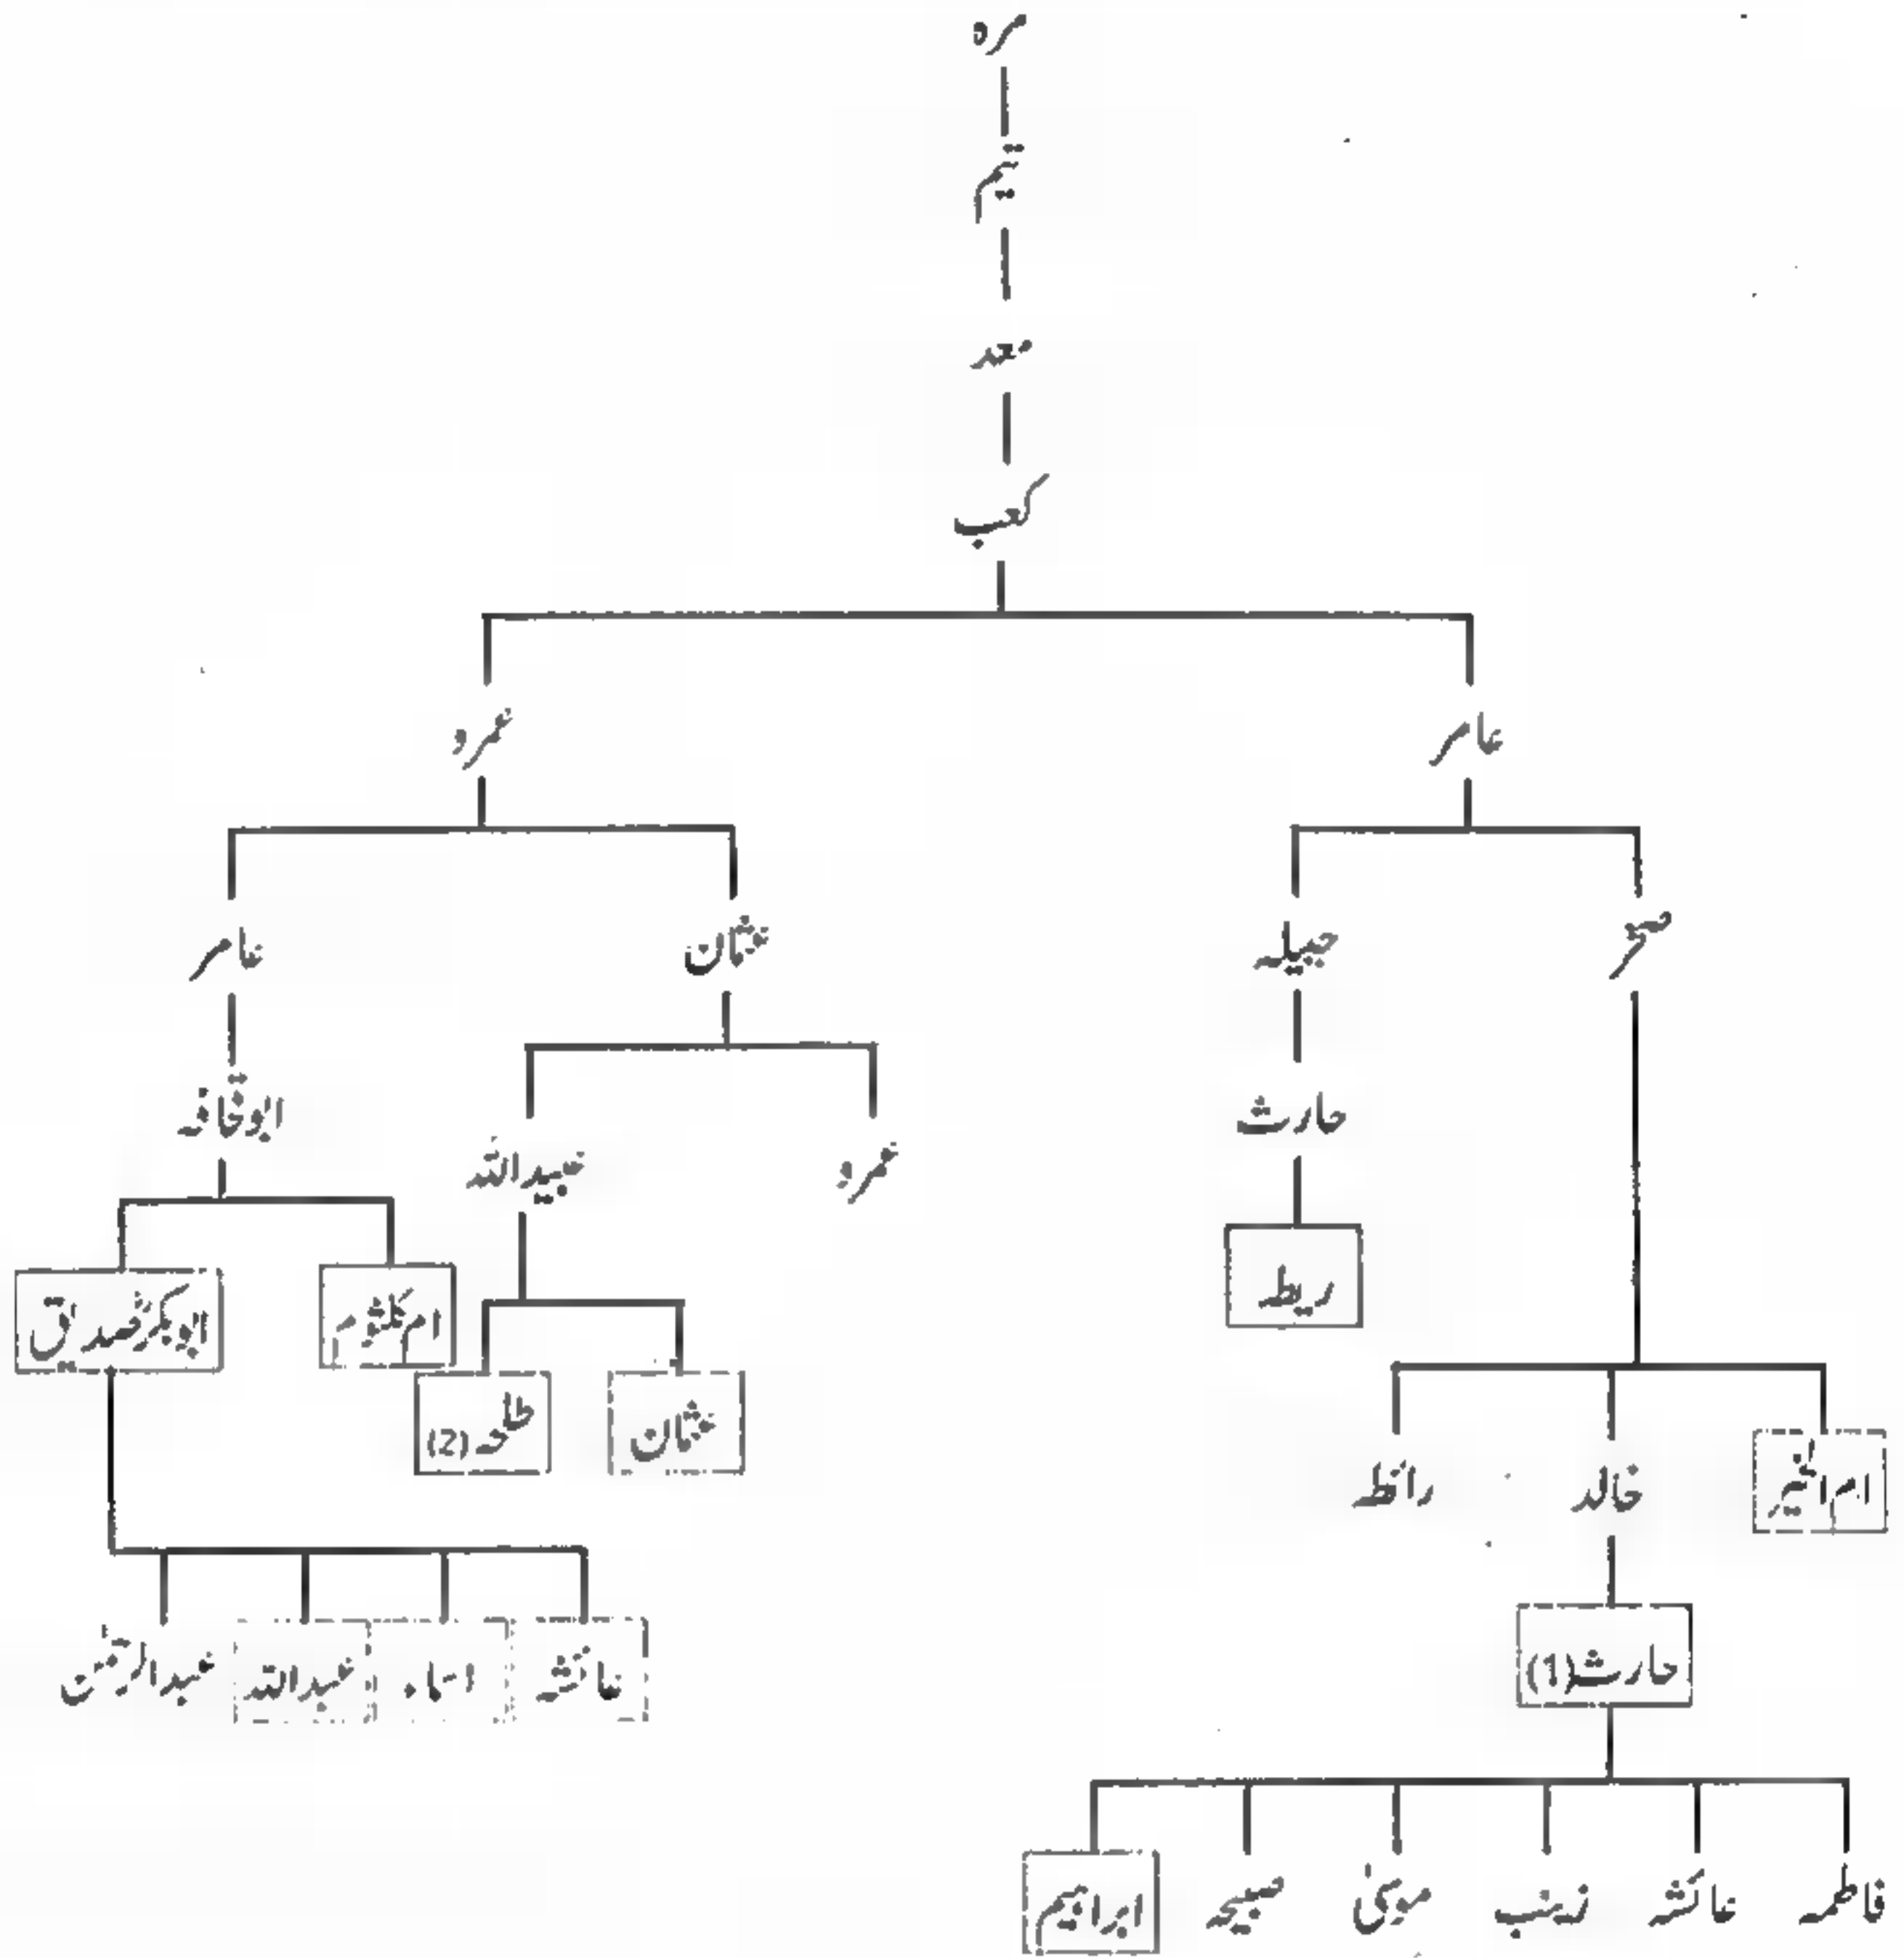 مرہ
تیم
معد
کعب
عامر
عمرو
صخر
جبیلہ
عثمان
عامر
حارث
ابوقحافہ
عمرو
عبیداللہ
ریطہ
ام کلثوم
ابوبکر صدیق
عثمان
طلحہ (2)
ام الخیر
خالد
رائطہ
حارث (1)
عائشہ
اسماء
عبداللہ
عبدالرحمٰن
فاطمہ
عائشہ
زینب
موسیٰ
صبیحہ
ابراہیم